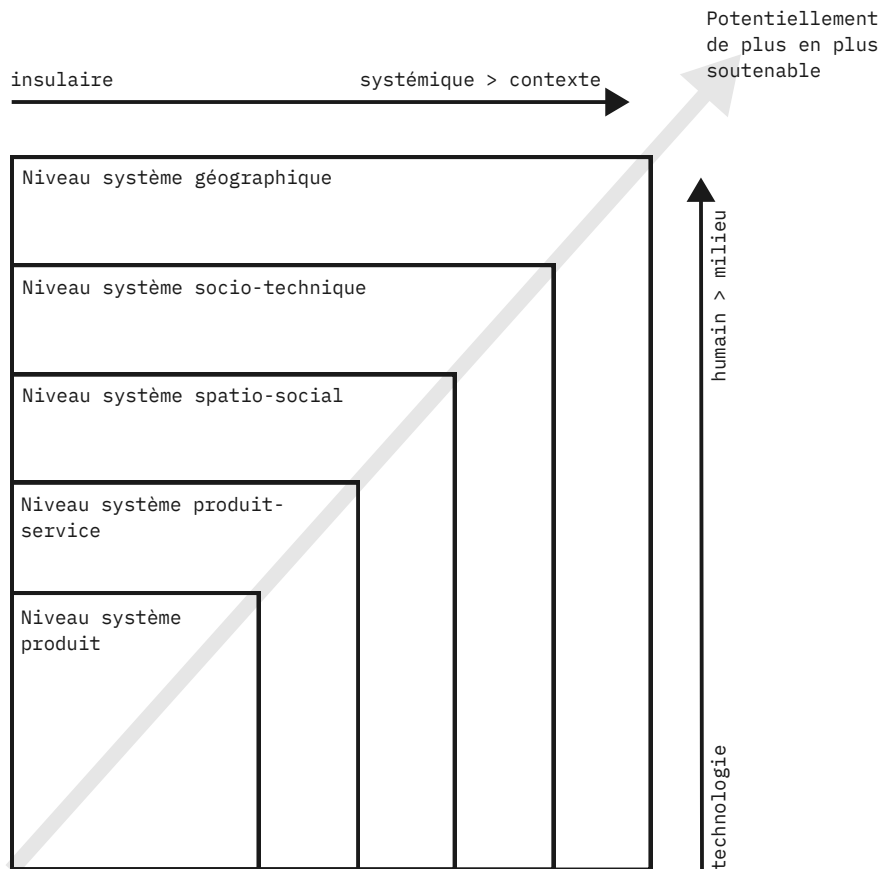 Potentiellement
de plus en plus
soutenable
insulaire
systémique > contexte
Niveau système géographique
Niveau système socio-technique
Niveau système spatio-social
Niveau système produit-
service
Niveau système
produit
humain > milieu
technologie